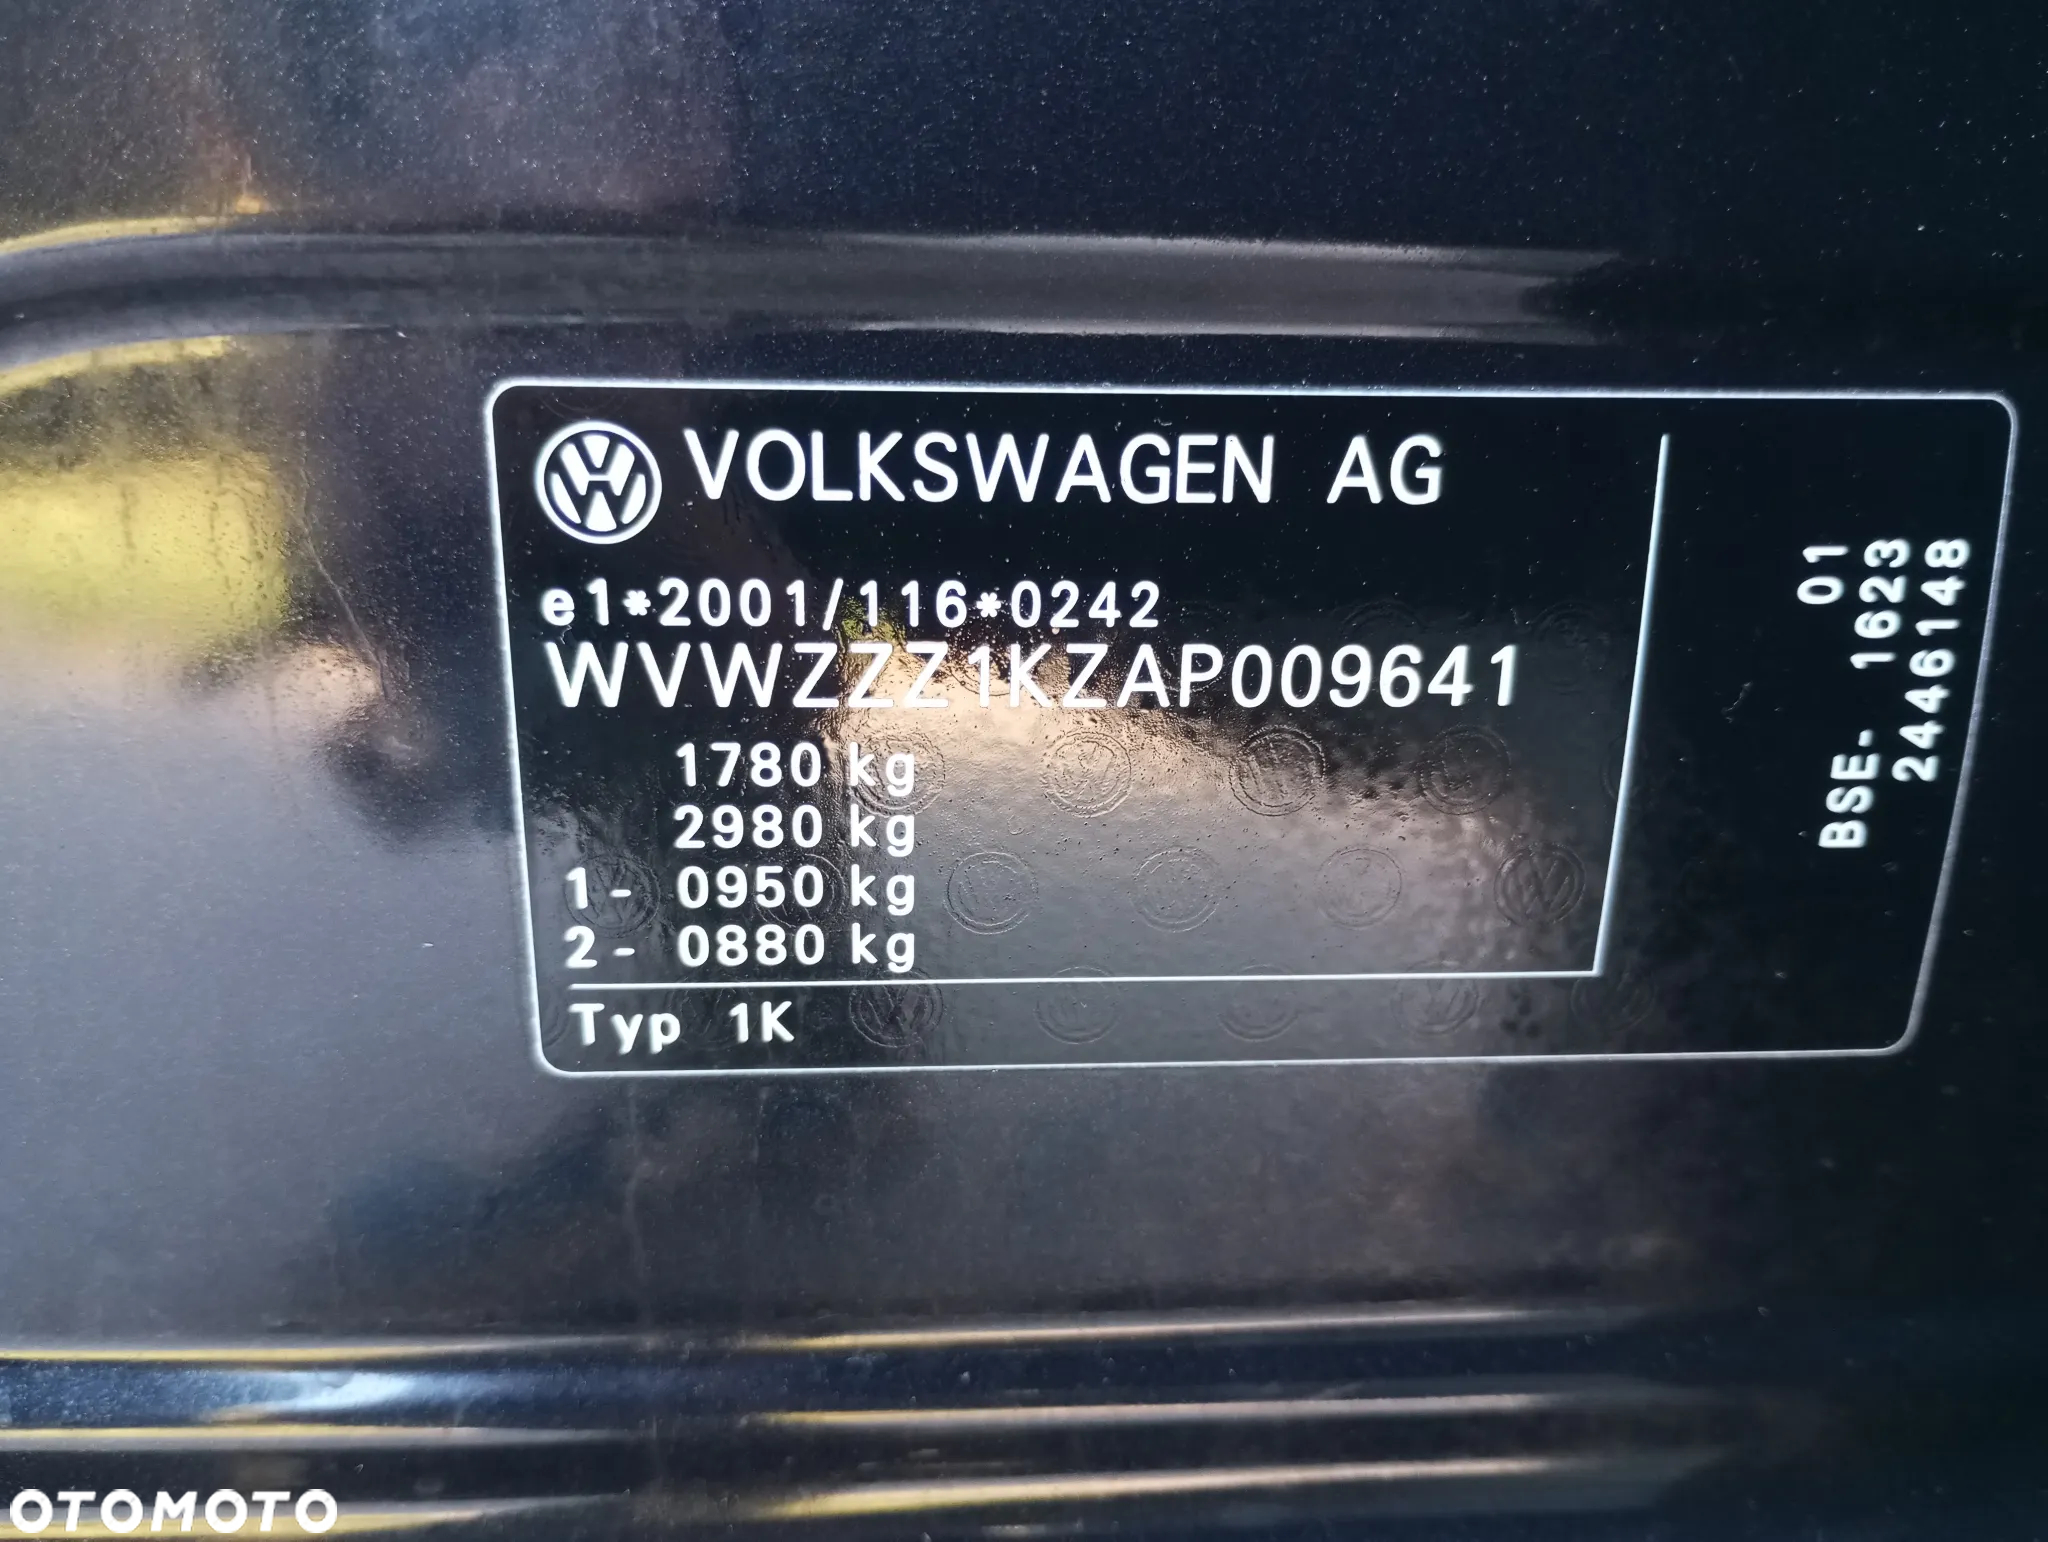 VOLKSWAGEN AG
e1*2001/116*0242
WVWZZZ1KZAP009641
1780 kg
2980 kg
1- 0950 kg
2- 0880 kg
Typ 1K
01
BSE- 1623
2446148
OTOMOTO